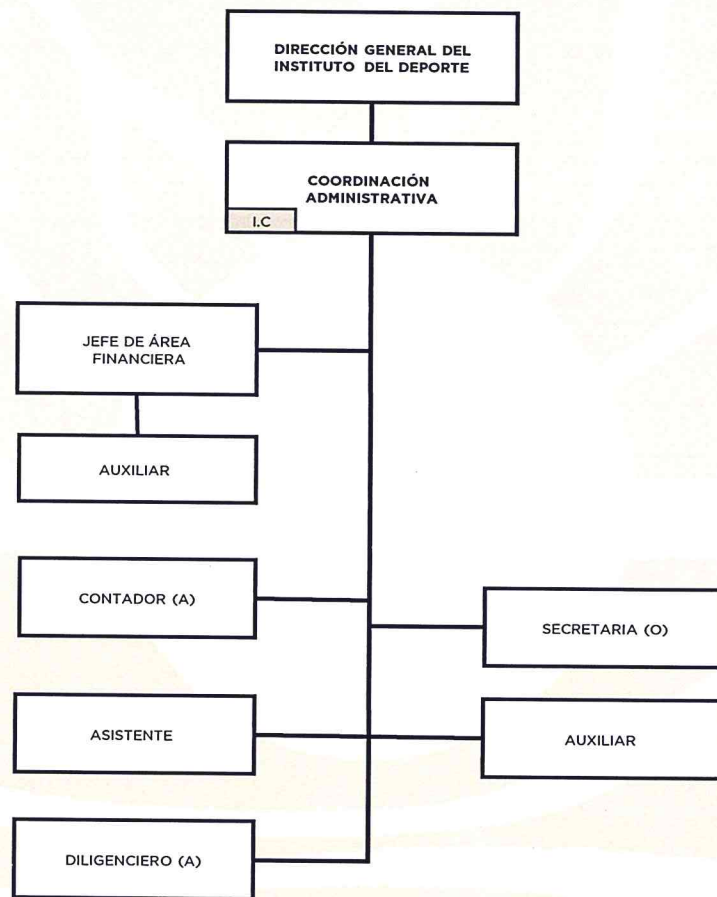 DIRECCIÓN GENERAL DEL
INSTITUTO DEL DEPORTE
COORDINACIÓN
ADMINISTRATIVA
I.C
JEFE DE ÁREA
FINANCIERA
AUXILIAR
CONTADOR (A)
SECRETARIA (O)
ASISTENTE
AUXILIAR
DILIGENCIERO (A)